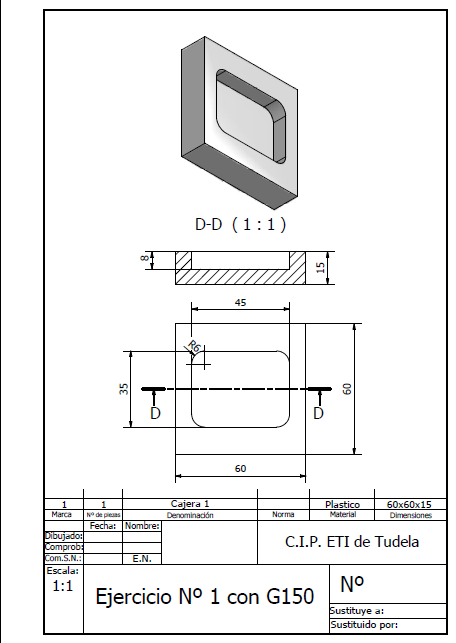 D-D ( 1 : 1 )
8
15
45
R6
35
60
D
D
60
1 1 Cajera 1 Plastico 60x60x15
Marca Nº de piezas Denominación Norma Material Dimensiones
Fecha: Nombre:
Dibujado:
Comprob:
Com.S.N.: E.N.
C.I.P. ETI de Tudela
Escala:
1:1
Ejercicio Nº 1 con G150
Nº
Sustituye a:
Sustituido por: